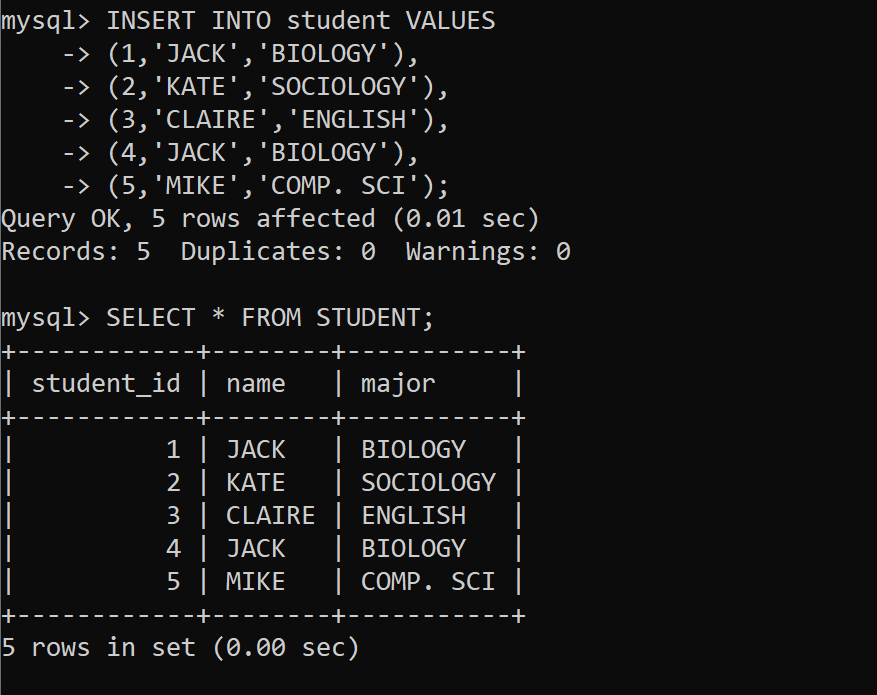 mysql> INSERT INTO student VALUES
    -> (1,'JACK','BIOLOGY'),
    -> (2,'KATE','SOCIOLOGY'),
    -> (3,'CLAIRE','ENGLISH'),
    -> (4,'JACK','BIOLOGY'),
    -> (5,'MIKE','COMP. SCI');
Query OK, 5 rows affected (0.01 sec)
Records: 5  Duplicates: 0  Warnings: 0

mysql> SELECT * FROM STUDENT;
+------------+--------+-----------+
| student_id | name   | major     |
+------------+--------+-----------+
|          1 | JACK   | BIOLOGY   |
|          2 | KATE   | SOCIOLOGY |
|          3 | CLAIRE | ENGLISH   |
|          4 | JACK   | BIOLOGY   |
|          5 | MIKE   | COMP. SCI |
+------------+--------+-----------+
5 rows in set (0.00 sec)